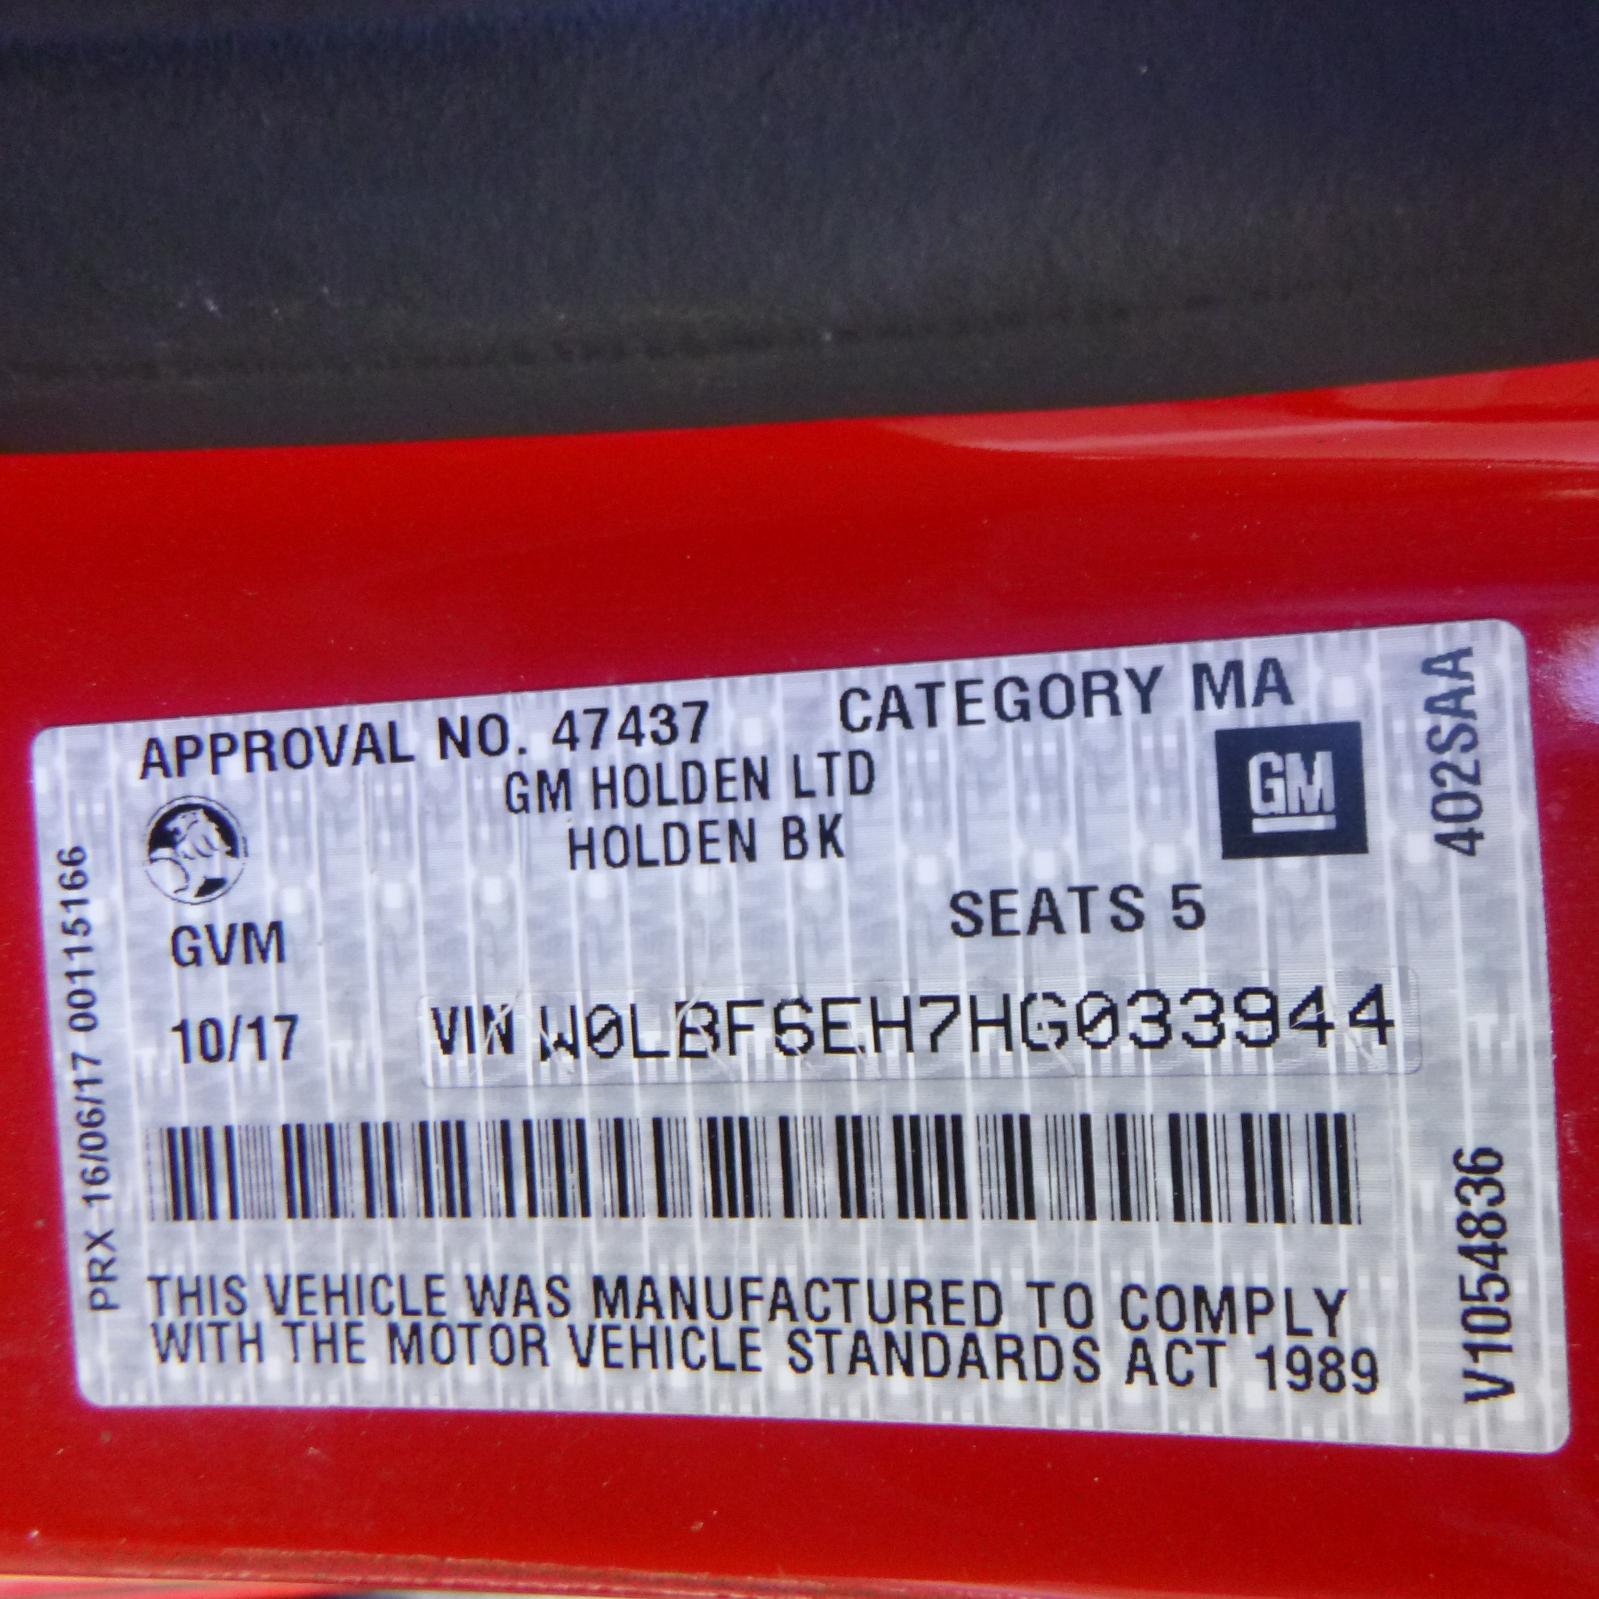 APPROVAL NO. 47437 CATEGORY MA
GM HOLDEN LTD
HOLDEN BK
GM
SEATS 5
GVM
10/17
VIN W0LBF6EH7HG033944
THIS VEHICLE WAS MANUFACTURED TO COMPLY
WITH THE MOTOR VEHICLE STANDARDS ACT 1989
PRX 16/06/17 00115166
402SAA
V1054836